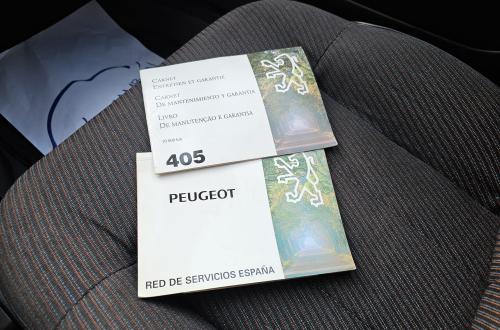 CARNET
ENTRETIEN ET GARANTIE
CARNET
DE MANTENIMIENTO Y GARANTÍA
LIVRO
DE MANUTENÇÃO E GARANTIA
405
PEUGEOT
RED DE SERVICIOS ESPAÑA